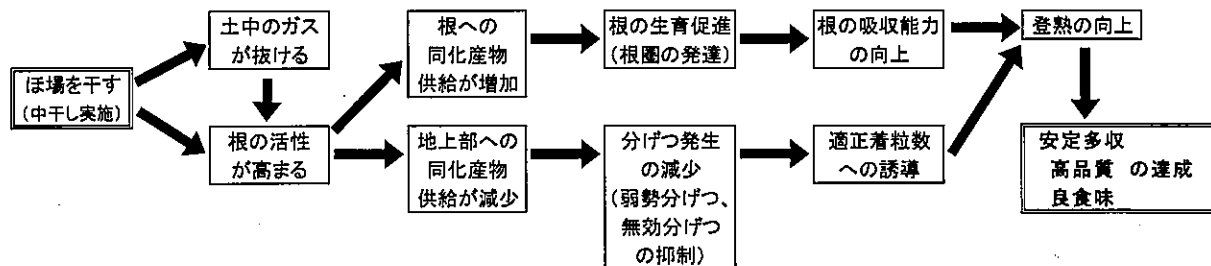 ほ場を干す
(中干し実施)
土中のガス
が抜ける
根の活性
が高まる
根への
同化産物
供給が増加
地上部への
同化産物
供給が減少
根の生育促進
(根圏の発達)
分げつ発生
の減少
(弱勢分げつ、
無効分げつ
の抑制)
根の吸収能力
の向上
適正着粒数
への誘導
登熟の向上
安定多収
高品質 の達成
良食味